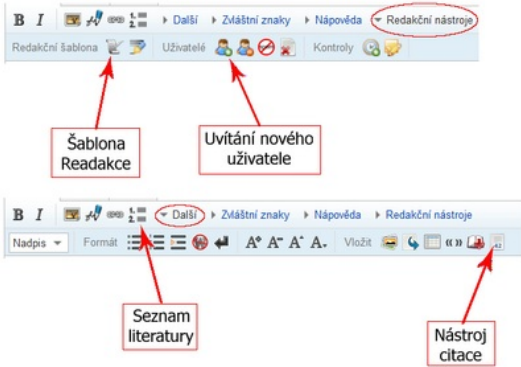 B I Další Zvláštní znaky Nápověda Redakční nástroje
Redakční šablona Uživatelé Kontroly
Šablona
Readakce
Uvítání nového
uživatele
B I Další Zvláštní znaky Nápověda Redakční nástroje
Nadpis Formát A A A A Vložit « »
Seznam
literatury
Nástroj
citace